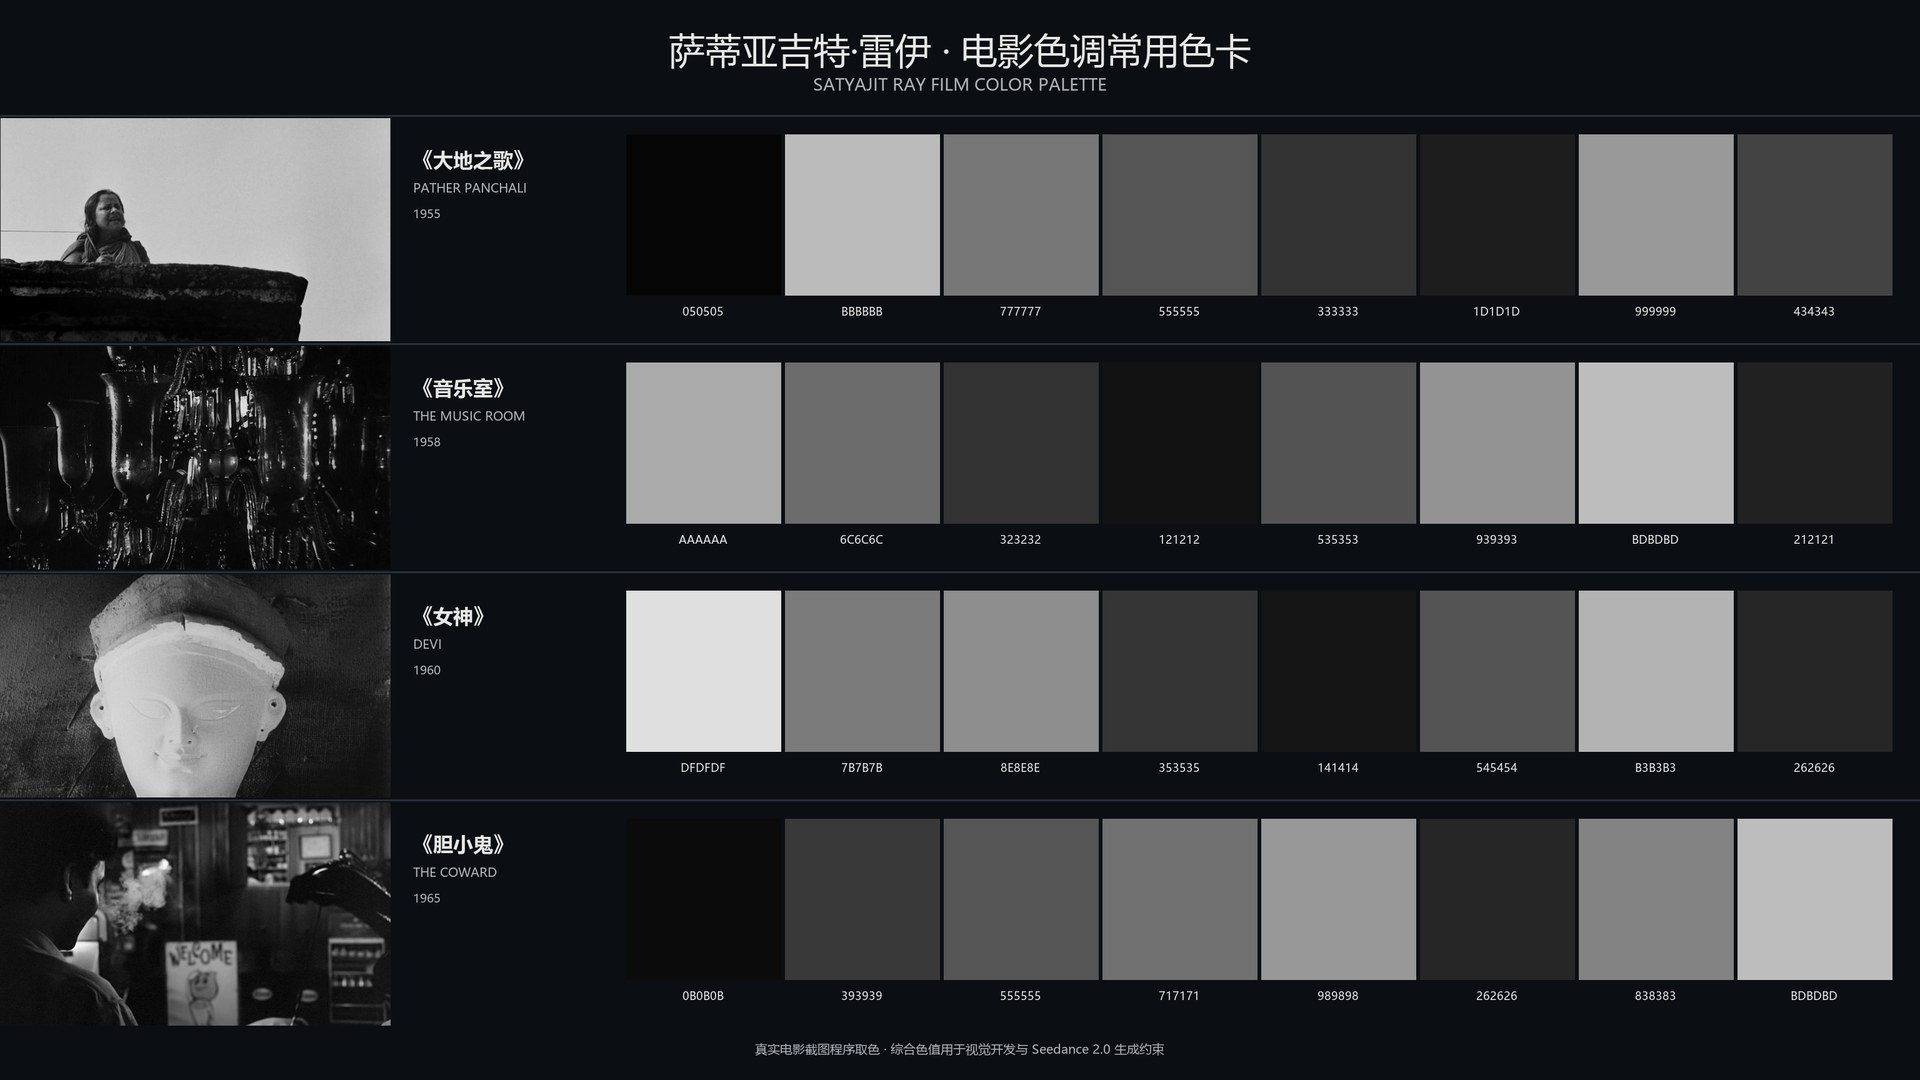 萨蒂亚吉特·雷伊 · 电影色调常用色卡
SATYAJIT RAY FILM COLOR PALETTE
《大地之歌》
PATHER PANCHALI
1955
050505 BBBBBB 777777 555555 333333 1D1D1D 999999 434343
《音乐室》
THE MUSIC ROOM
1958
AAAAAA 6C6C6C 323232 121212 535353 939393 BDBDBD 212121
《女神》
DEVI
1960
DFDFDF 7B7B7B 8E8E8E 353535 141414 545454 B3B3B3 262626
《胆小鬼》
THE COWARD
1965
WELCOME
0B0B0B 393939 555555 717171 989898 262626 838383 BDBDBD
真实电影截图程序取色 · 综合色值用于视觉开发与 Seedance 2.0 生成约束